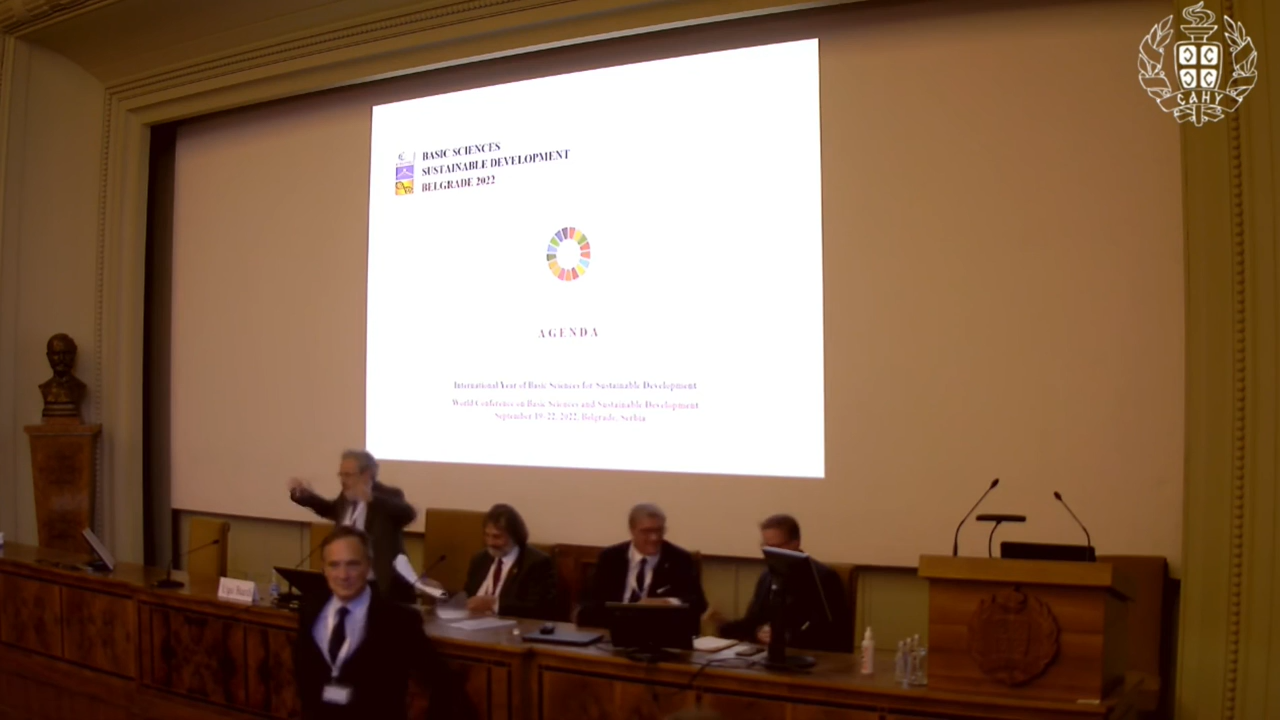 BASIC SCIENCES
SUSTAINABLE DEVELOPMENT
BELGRADE 2022
AGENDA
International Year of Basic Sciences for Sustainable Development
World Conference on Basic Sciences and Sustainable Development
September 19-22, 2022, Belgrade, Serbia
САНУ